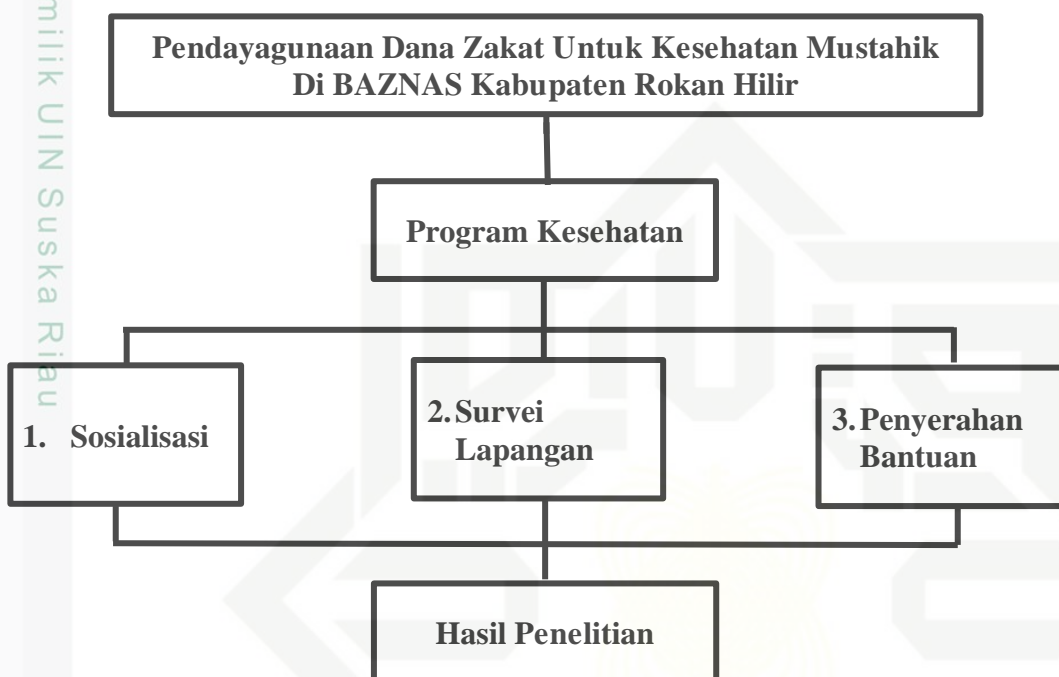 milik UIN Suska Riau
Pendayagunaan Dana Zakat Untuk Kesehatan Mustahik
Di BAZNAS Kabupaten Rokan Hilir
Program Kesehatan
1. Sosialisasi
2. Survei
Lapangan
3. Penyerahan
Bantuan
Hasil Penelitian